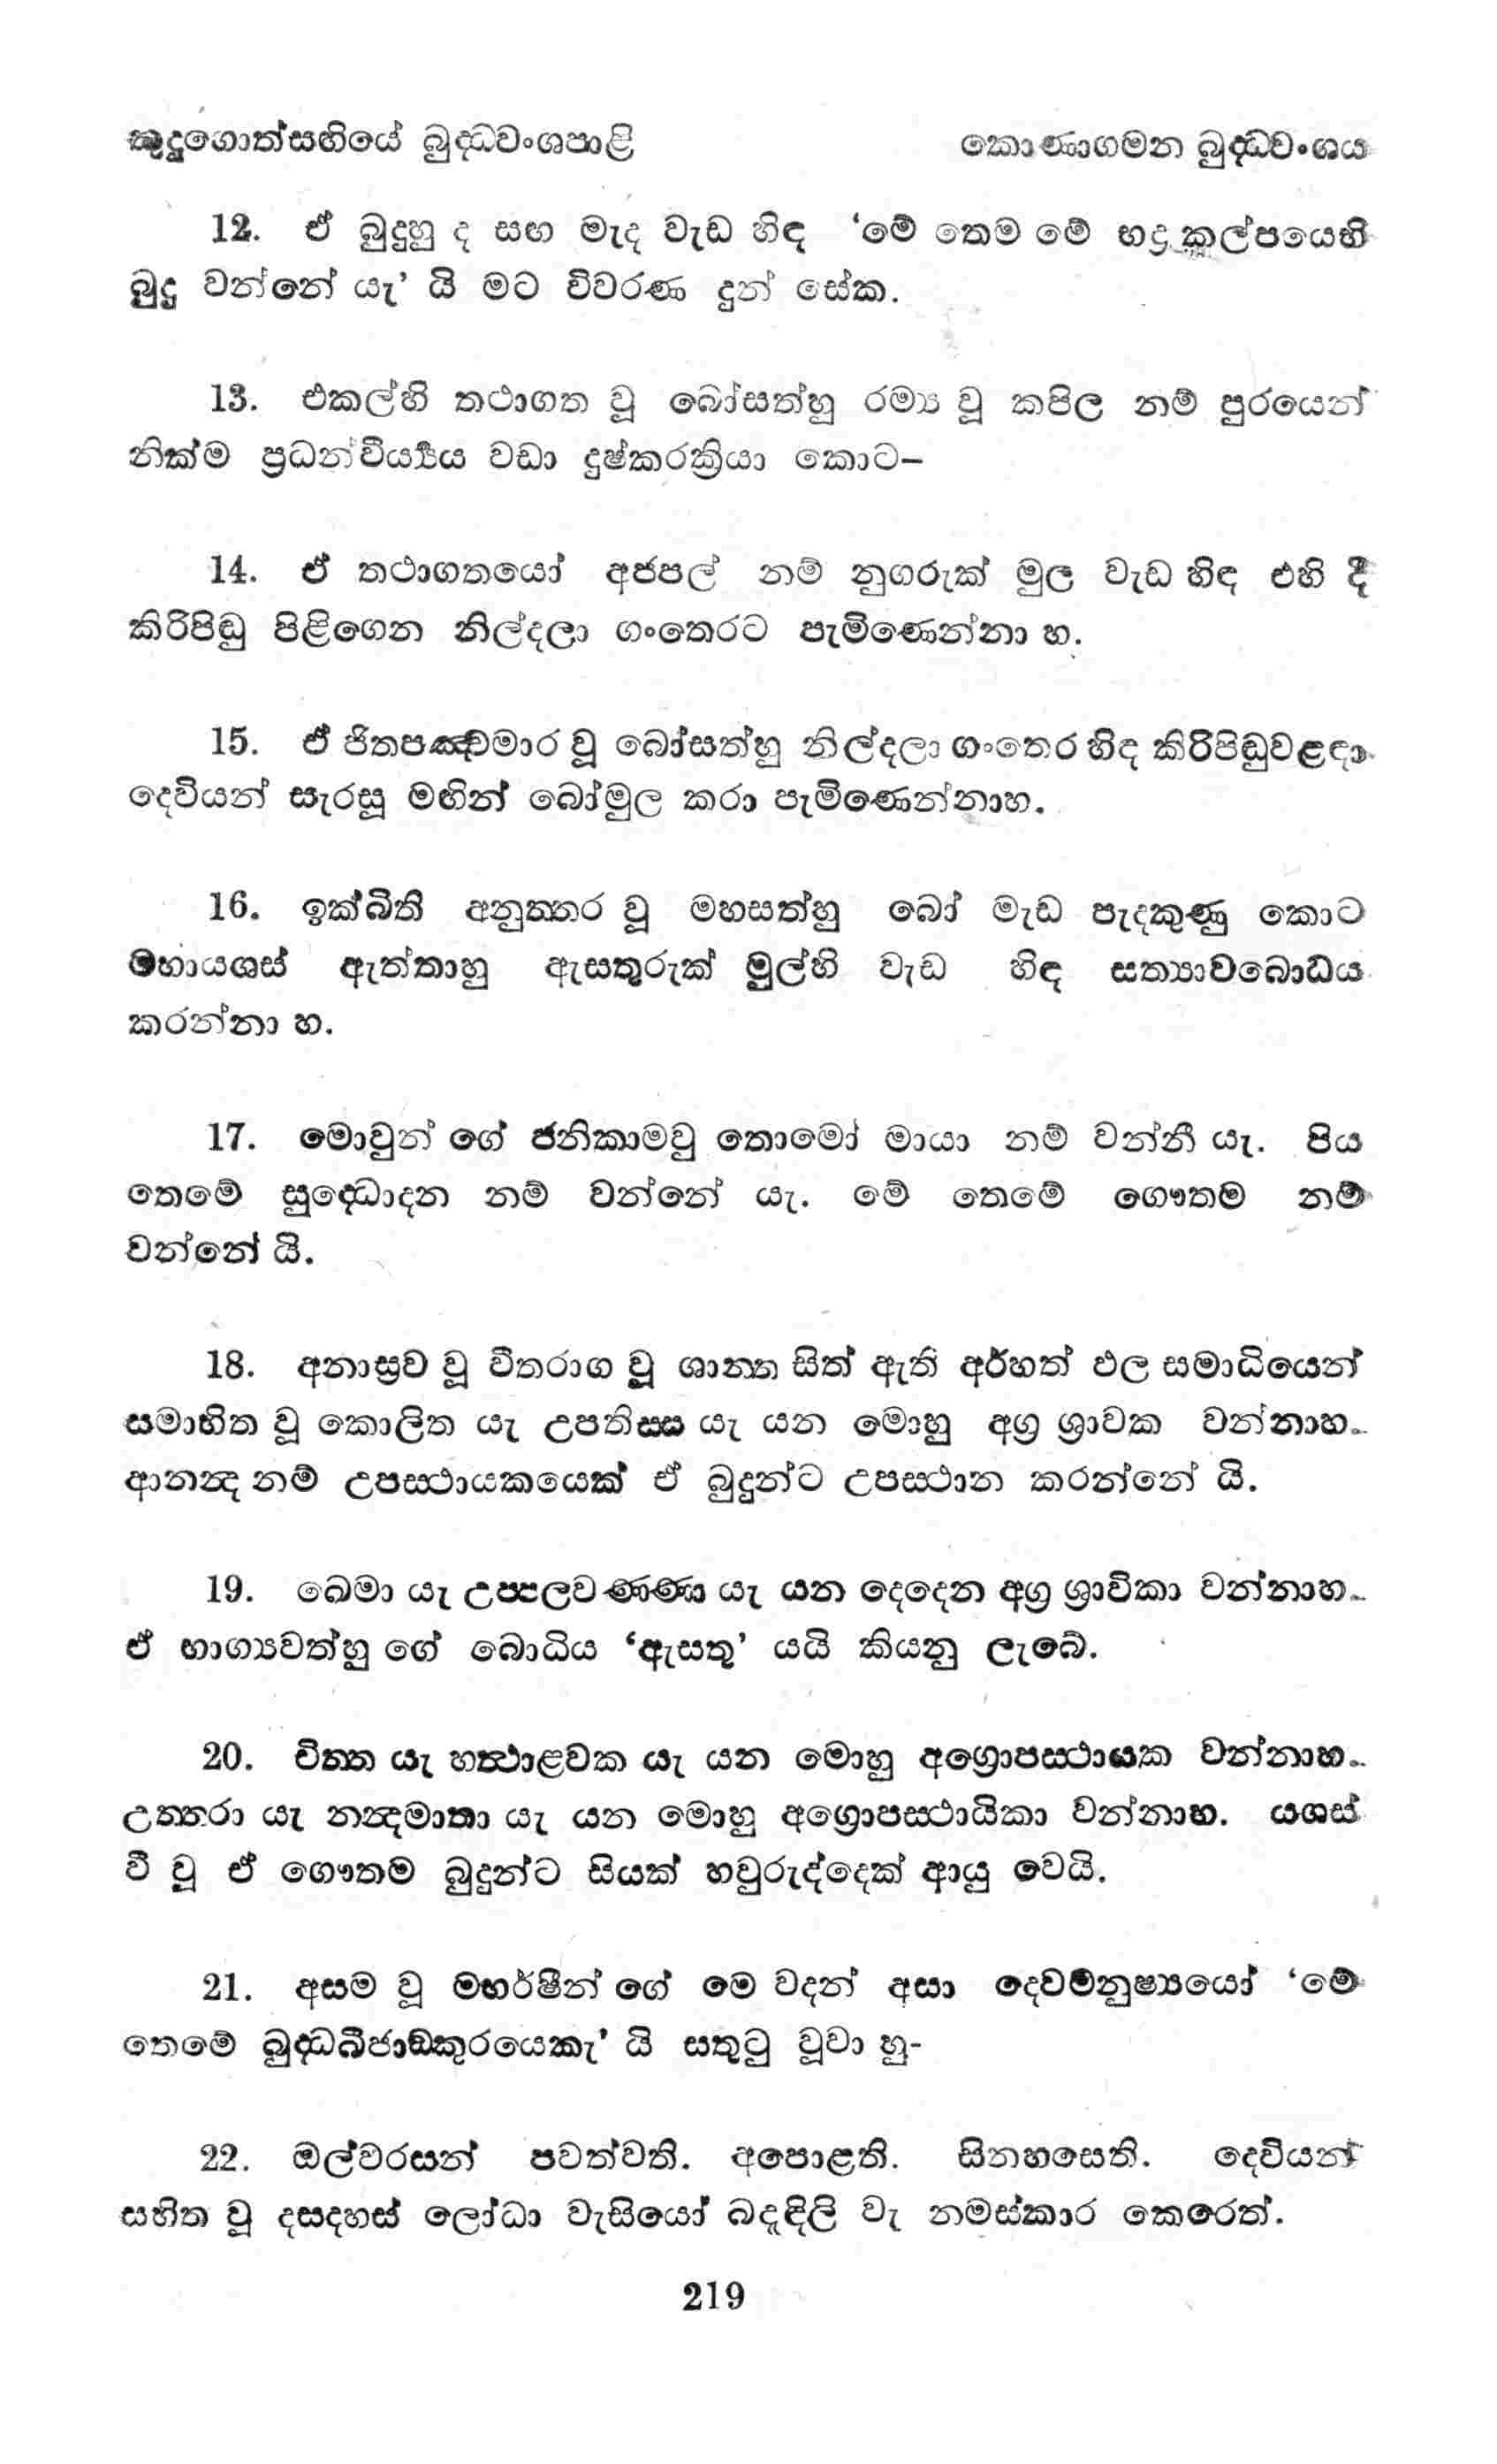 කුදුගොත්සඟියේ බුද්ධවංශපාළි
කොණාගමන බුද්ධවංශය
12. ඒ බුදුහු ද සඟ මැද වැඩ හිඳ ‘මේ තෙම මේ භද්‍ර කල්පයෙහි
බුදු වන්නේ යැ’ යි මට විවරණ දුන් සේක.
13. එකල්හි තථාගත වූ බෝසත්හු රම්‍ය වූ කපිල නම් පුරයෙන්
නික්ම ප්‍රධන්වීර්‍ය්‍යය වඩා දුෂ්කරක්‍රියා කොට–
14. ඒ තථාගතයෝ අජපල් නම් නුගරුක් මුල වැඩ හිඳ එහි දී
කිරිපිඬු පිළිගෙන නිල්දලා ගංතෙරට පැමිණෙන්නා හ.
15. ඒ ජිතපඤ්චමාර වූ බෝසත්හු නිල්දලා ගංතෙර හිඳ කිරිපිඬුවළඳා
දෙවියන් සැරසූ මඟින් බෝමුල කරා පැමිණෙන්නාහ.
16. ඉක්බිති අනුත්තර වූ මහසත්හු බෝ මැඩ පැදකුණු කොට
මහායශස් ඇත්තාහු ඇසතුරුක් මුල්හි වැඩ හිඳ සත්‍යාවබොධය
කරන්නා හ.
17. මොවුන් ගේ ජනිකාමවු තොමෝ මායා නම් වන්නී යැ. පිය
තෙමේ සුද්ධොදන නම් වන්නේ යැ. මේ තෙමේ ගෞතම නම්
වන්නේ යි.
18. අනාස්‍රව වූ වීතරාග වූ ශාන්ත සිත් ඇති අර්හත් ඵල සමාධියෙන්
සමාහිත වූ කොලිත යැ උපතිස්ස යැ යන මොහු අග්‍ර ශ්‍රාවක වන්නාහ.
ආනන්ද නම් උපස්ථායකයෙක් ඒ බුදුන්ට උපස්ථාන කරන්නේ යි.
19. ඛෙමා යැ උප්පලවණ්ණා යැ යන දෙදෙන අග්‍ර ශ්‍රාවිකා වන්නාහ.
ඒ භාග්‍යවත්හු ගේ බොධිය ‘ඇසතු’ යයි කියනු ලැබේ.
20. චිත්ත යැ හත්ථාළවක යැ යන මොහු අග්‍රොපස්ථායක වන්නාහ.
උත්තරා යැ නන්දමාතා යැ යන මොහු අග්‍රොපස්ථායිකා වන්නාහ. යශස්
වී වූ ඒ ගෞතම බුදුන්ට සියක් හවුරුද්දෙක් ආයු වෙයි.
21. අසම වූ මහර්ෂීන් ගේ මෙ වදන් අසා දෙවමනුෂ්‍යයෝ ‘මේ
තෙමේ බුද්ධබීජාඞ්කුරයෙකැ’ යි සතුටු වූවා හු-
22. ඔල්වරසන් පවත්වති. අපොළති. සිනහසෙති. දෙවියන්
සහිත වූ දසදහස් ලෝධා වැසියෝ බදැඳිලි වැ නමස්කාර කෙරෙත්.
219